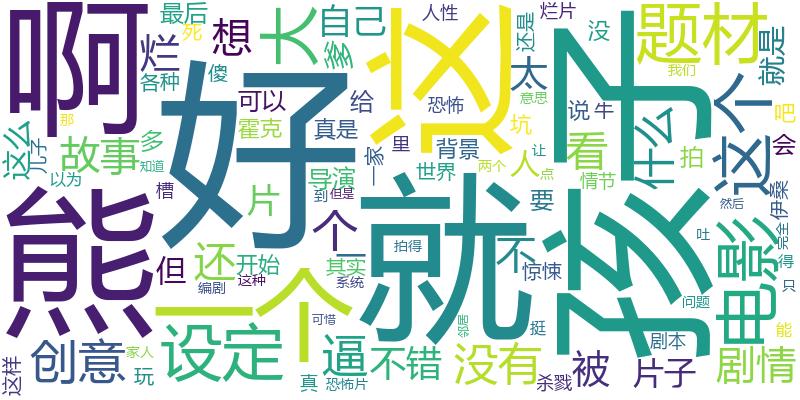 啊
好
这
孩子
熊
就
一个
题材
电影
设定
创意
故事
没有
剧情
这个
什么
不错
逼
还
片
但
个
不
大
想
烂
最后
死
各种
傻
自己
爹
可以
给
霍克
真是
坑
恐怖
人性
还是
烂片
没
太
意思
说
牛
我们
就是
吧
会
看
拍
人
情节
背景
里
世界
两个
让
点
导演
一家
到
但是
这么
儿子
多
那
知道
以为
槽
开始
编剧
这种
其实
系统
可惜
拍得
要
惊悚
挺
邻居
杀戮
被
片子
剧本
问题
吐
完全
伊桑
然后
得
只
能
这样
家人
玩
真
恐怖片